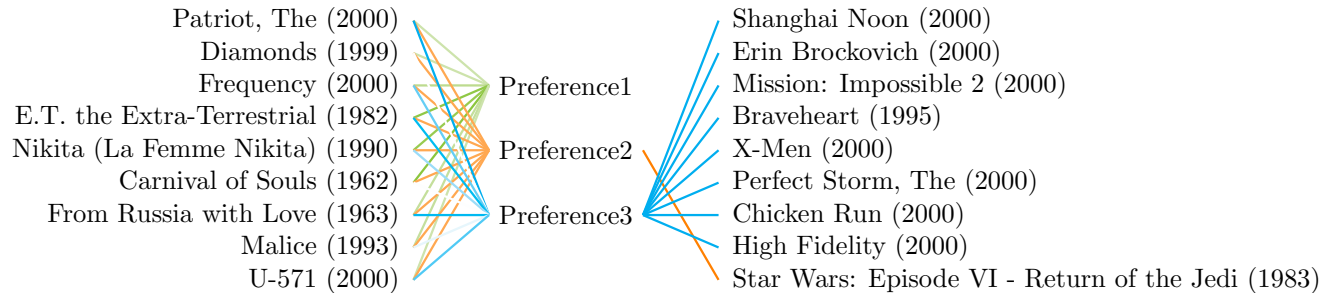 Patriot, The (2000)
Diamonds (1999)
Frequency (2000)
E.T. the Extra-Terrestrial (1982)
Nikita (La Femme Nikita) (1990)
Carnival of Souls (1962)
From Russia with Love (1963)
Malice (1993)
U-571 (2000)
Preference1
Preference2
Preference3
Shanghai Noon (2000)
Erin Brockovich (2000)
Mission: Impossible 2 (2000)
Braveheart (1995)
X-Men (2000)
Perfect Storm, The (2000)
Chicken Run (2000)
High Fidelity (2000)
Star Wars: Episode VI - Return of the Jedi (1983)